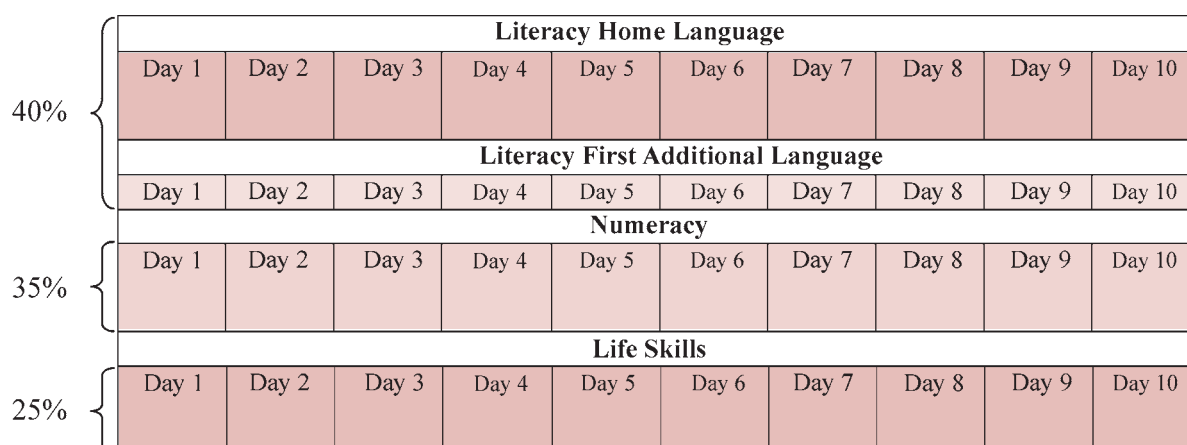 Literacy Home Language
Day 1 Day 2 Day 3 Day 4 Day 5 Day 6 Day 7 Day 8 Day 9 Day 10
40%
Literacy First Additional Language
Day 1 Day 2 Day 3 Day 4 Day 5 Day 6 Day 7 Day 8 Day 9 Day 10
Numeracy
Day 1 Day 2 Day 3 Day 4 Day 5 Day 6 Day 7 Day 8 Day 9 Day 10
35%
Life Skills
Day 1 Day 2 Day 3 Day 4 Day 5 Day 6 Day 7 Day 8 Day 9 Day 10
25%